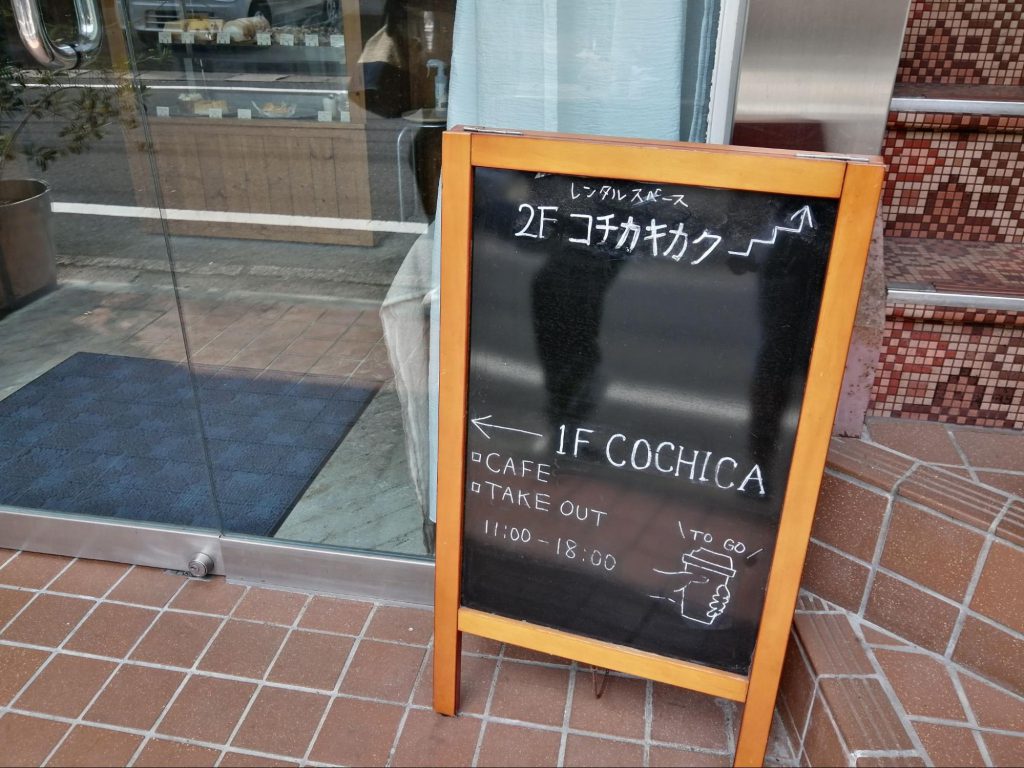 レンタルスペース
2F コチカキカク
1F COCHICA
CAFE
TAKE OUT
11:00-18:00
TO GO